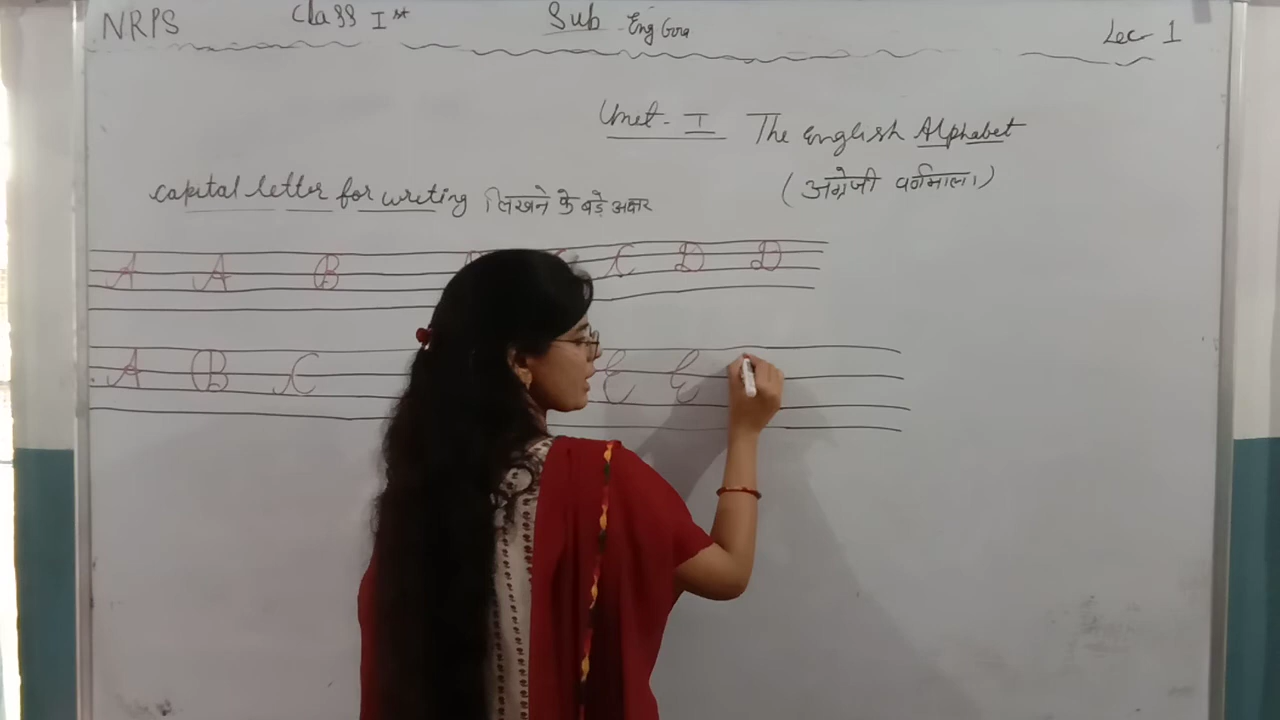 NRPS Class Ist Sub Eng Gra Lec 1
Unit - I The English Alphabet
(अंग्रेजी वर्णमाला)
capital letter for writing लिखने के बड़े अक्षर
A A B C D D
A B C E E